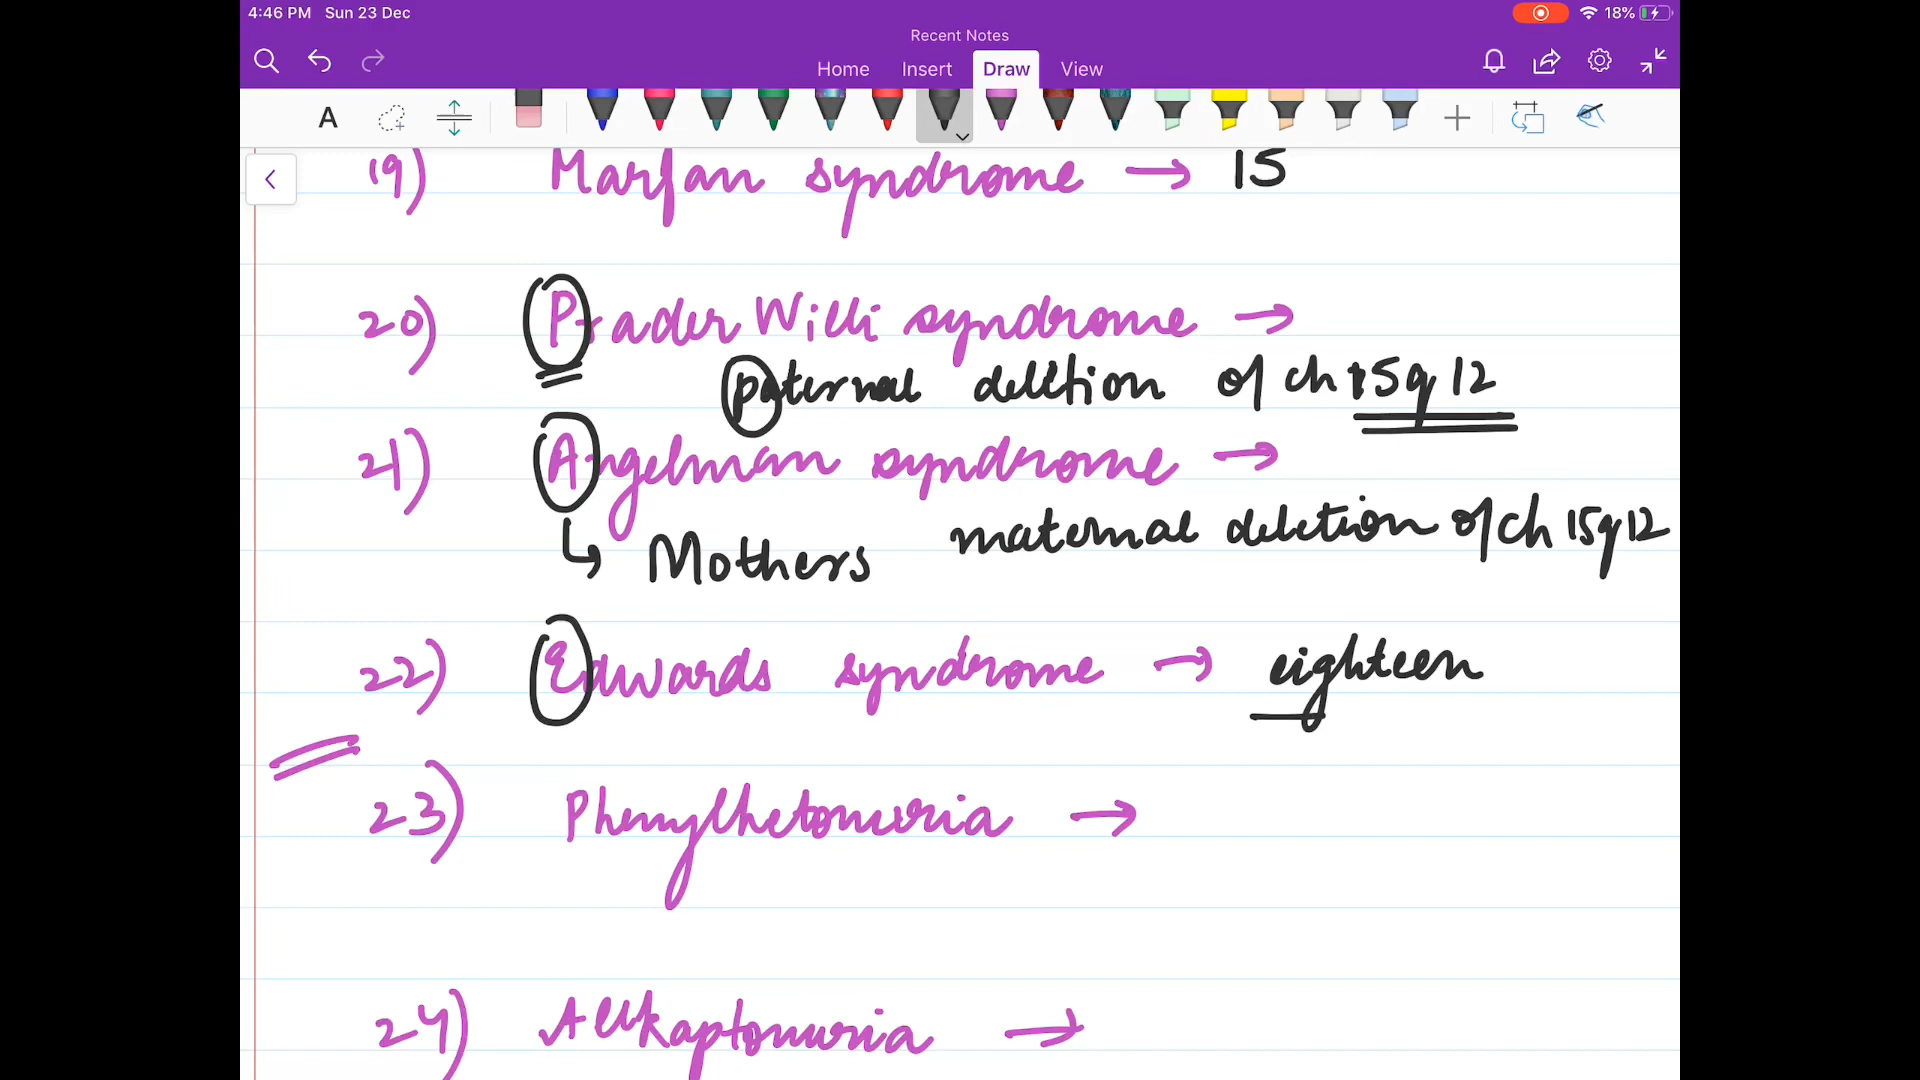 4:46 PM Sun 23 Dec
18%
Recent Notes
Home Insert Draw View
A
19) Marfan syndrome → 15
20) Prader Willi syndrome →
paternal deletion of ch 15q 12
21) Angelman syndrome →
↳ Mothers maternal deletion of ch 15q12
22) Edwards syndrome → eighteen
23) Phenylketonuria →
24) Alkaptonuria →